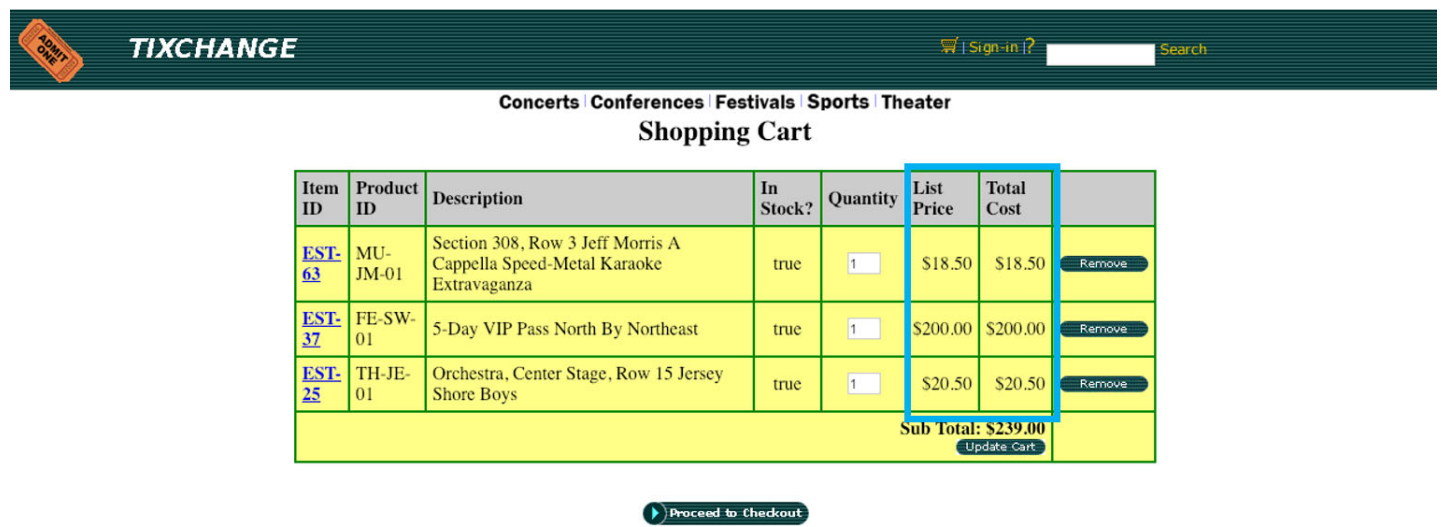 ADMIT
ONE
TIXCHANGE
| Sign-in | ? Search
Concerts | Conferences | Festivals | Sports | Theater
Shopping Cart
Item ID Product ID Description In Stock? Quantity List Price Total Cost
EST-63 MU-JM-01 Section 308, Row 3 Jeff Morris A Cappella Speed-Metal Karaoke Extravaganza true 1 $18.50 $18.50 Remove
EST-37 FE-SW-01 5-Day VIP Pass North By Northeast true 1 $200.00 $200.00 Remove
EST-25 TH-JE-01 Orchestra, Center Stage, Row 15 Jersey Shore Boys true 1 $20.50 $20.50 Remove
Sub Total: $239.00
Update Cart
Proceed to Checkout